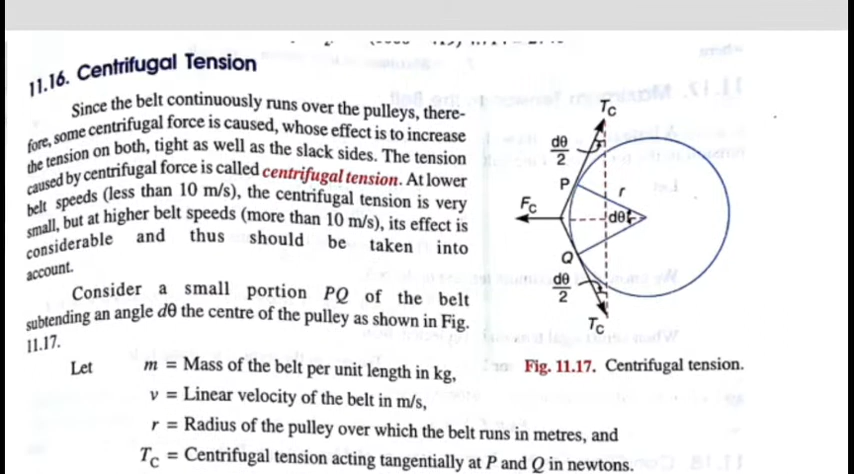 11.16. Centrifugal Tension
Since the belt continuously runs over the pulleys, there-
fore, some centrifugal force is caused, whose effect is to increase
the tension on both, tight as well as the slack sides. The tension
caused by centrifugal force is called centrifugal tension. At lower
belt speeds (less than 10 m/s), the centrifugal tension is very
small, but at higher belt speeds (more than 10 m/s), its effect is
considerable and thus should be taken into
account.
Consider a small portion PQ of the belt
subtending an angle dθ the centre of the pulley as shown in Fig.
11.17.
Let m = Mass of the belt per unit length in kg,
v = Linear velocity of the belt in m/s,
r = Radius of the pulley over which the belt runs in metres, and
T_C = Centrifugal tension acting tangentially at P and Q in newtons.
T_C
dθ/2
P
r
F_C
dθ
Q
dθ/2
T_C
Fig. 11.17. Centrifugal tension.